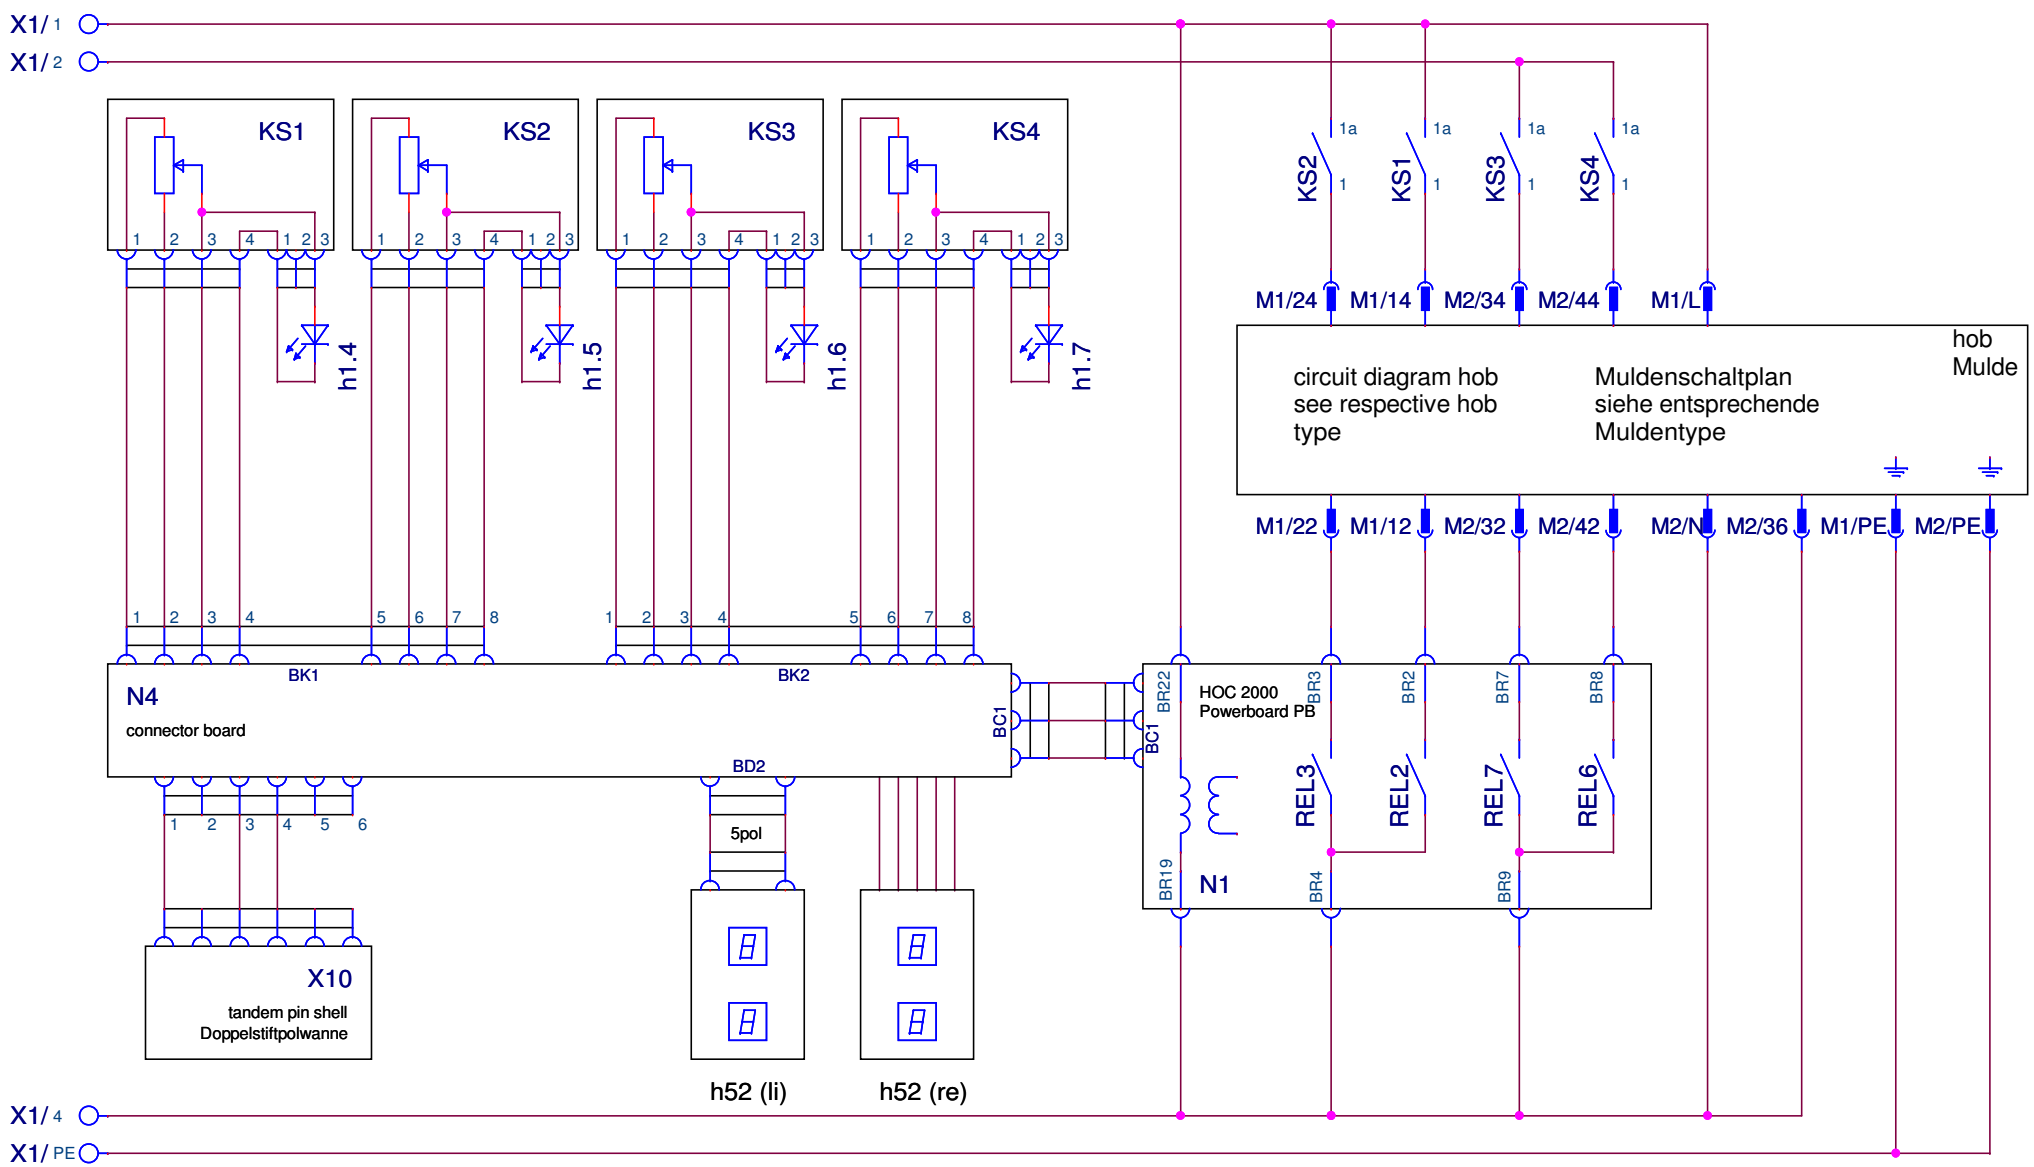 X1/ 1
X1/ 2
KS1
KS2
KS3
KS4
1a 1a 1a 1a
KS2 KS1 KS3 KS4
1 1 1 1
1 2 3 4 1 2 3
1 2 3 4 1 2 3
1 2 3 4 1 2 3
1 2 3 4 1 2 3
h1.4
h1.5
h1.6
h1.7
M1/24 M1/14 M2/34 M2/44 M1/L
hob
Mulde
circuit diagram hob
see respective hob
type
Muldenschaltplan
siehe entsprechende
Muldentype
M1/22 M1/12 M2/32 M2/42 M2/N M2/36 M1/PE M2/PE
1 2 3 4 5 6 7 8
1 2 3 4 5 6 7 8
BK1
BK2
N4
connector board
BC1
BD2
BC1
BR22
HOC 2000
Powerboard PB
BR3 BR2 BR7 BR8
REL3 REL2 REL7 REL6
BR19
N1
BR4
BR9
1 2 3 4 5 6
5pol
X10
tandem pin shell
Doppelstiftpolwanne
8
8
8
8
h52 (li)
h52 (re)
X1/ 4
X1/ PE